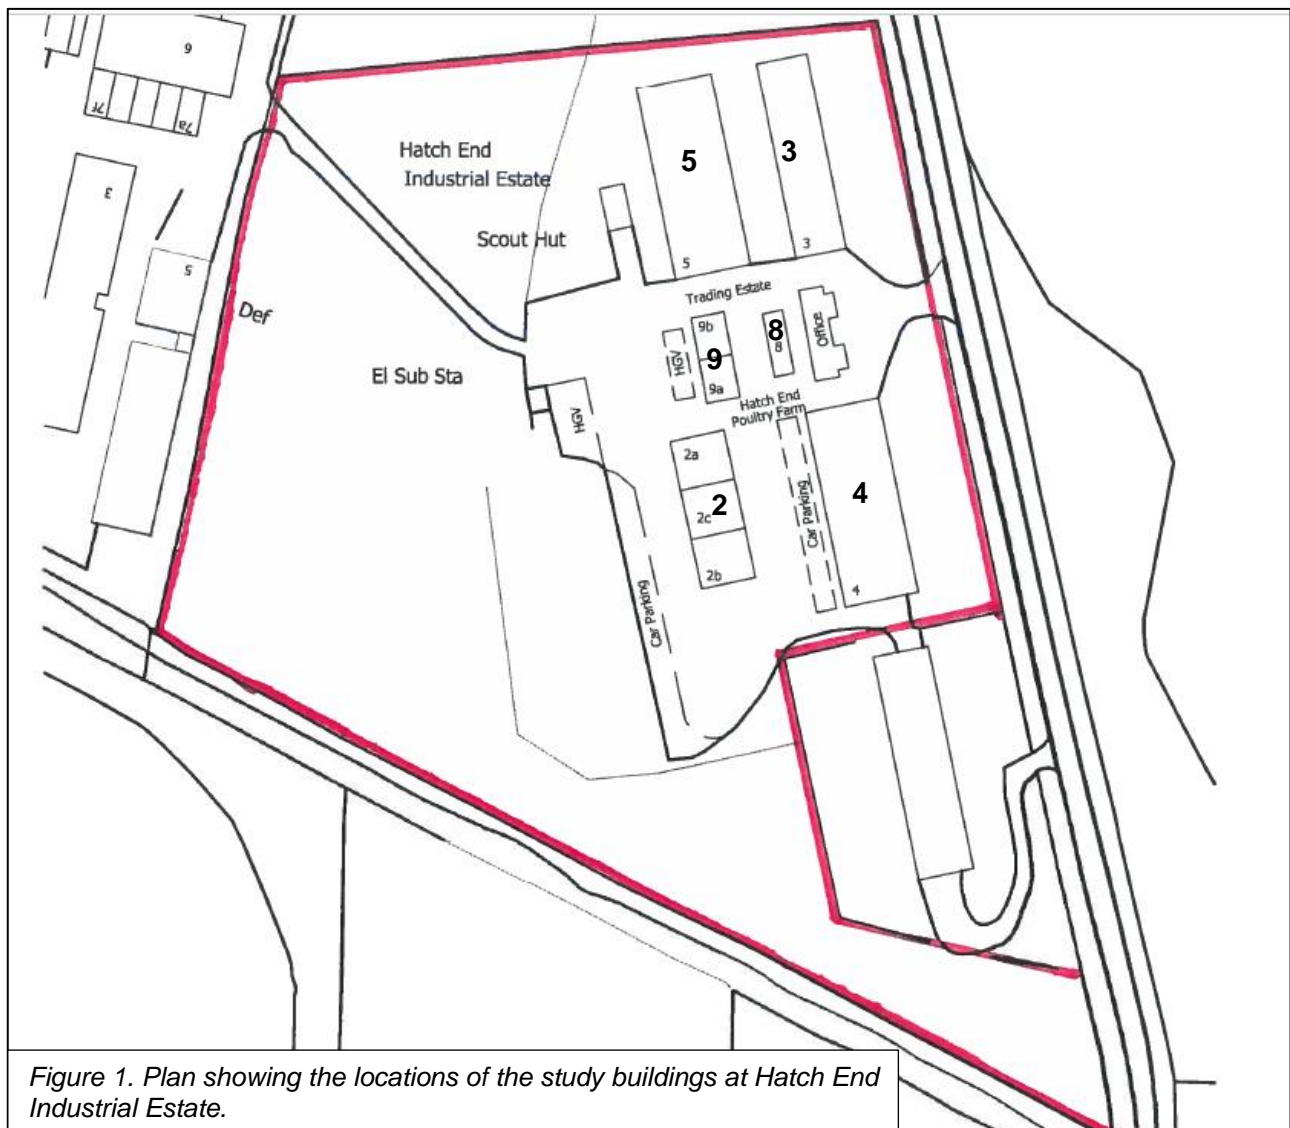 6
7f
7a
3
5
Hatch End
Industrial Estate
Scout Hut
5
3
5
3
Def
El Sub Sta
Trading Estate
HGV
9b
9
9a
8
8
Office
Hatch End
Poultry Farm
HGV
2a
2c
2
2b
Car Parking
4
4
Car Parking
Figure 1. Plan showing the locations of the study buildings at Hatch End
Industrial Estate.